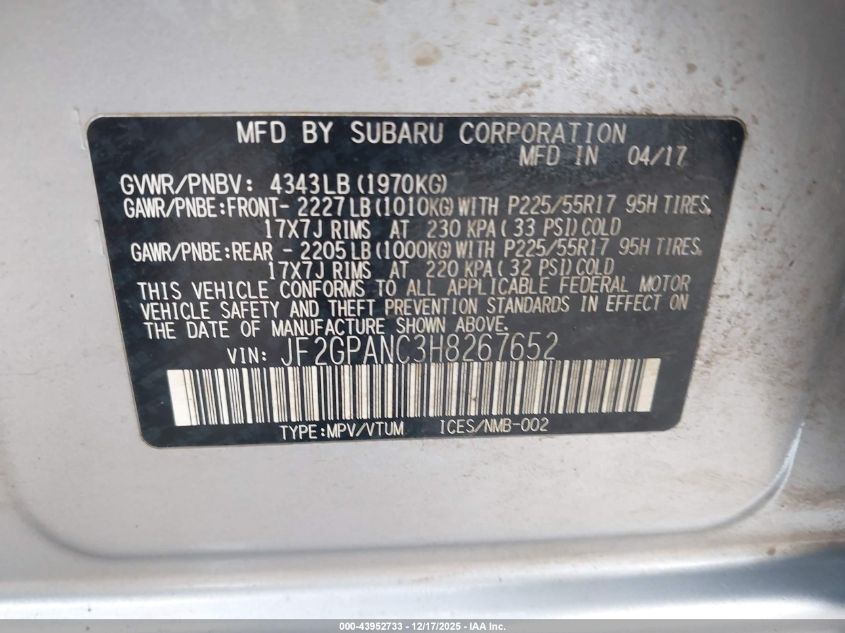 MFD BY SUBARU CORPORATION
MFD IN 04/17
GVWR/PNBV: 4343LB (1970KG)
GAWR/PNBE:FRONT- 2227LB (1010KG) WITH P225/55R17 95H TIRES,
17X7J RIMS AT 230 KPA (33 PSI) COLD
GAWR/PNBE:REAR - 2205LB (1000KG) WITH P225/55R17 95H TIRES,
17X7J RIMS AT 220 KPA (32 PSI) COLD
THIS VEHICLE CONFORMS TO ALL APPLICABLE FEDERAL MOTOR
VEHICLE SAFETY AND THEFT PREVENTION STANDARDS IN EFFECT ON
THE DATE OF MANUFACTURE SHOWN ABOVE.
VIN: JF2GPANC3H8267652
TYPE:MPV/VTUM ICES/NMB-002
000-43952733 - 12/17/2025 - IAA Inc.